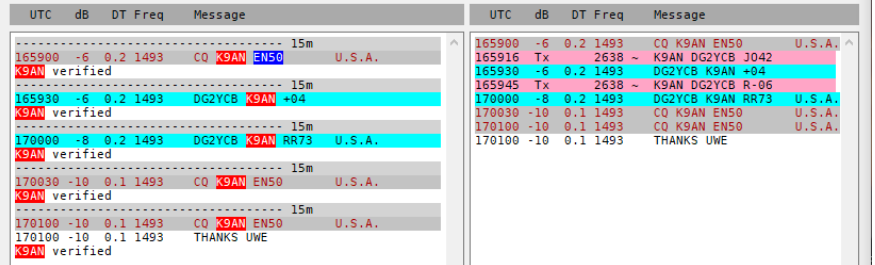 UTC dB DT Freq Message
----------------------------------- 15m
165900 -6 0.2 1493 CQ K9AN EN50 U.S.A.
K9AN verified
----------------------------------- 15m
165930 -6 0.2 1493 DG2YCB K9AN +04
K9AN verified
----------------------------------- 15m
170000 -8 0.2 1493 DG2YCB K9AN RR73 U.S.A.
K9AN verified
----------------------------------- 15m
170030 -10 0.1 1493 CQ K9AN EN50 U.S.A.
K9AN verified
----------------------------------- 15m
170100 -10 0.1 1493 CQ K9AN EN50 U.S.A.
170100 -10 0.1 1493 THANKS UWE
K9AN verified
UTC dB DT Freq Message
165900 -6 0.2 1493 CQ K9AN EN50 U.S.A.
165916 Tx 2638 ~ K9AN DG2YCB JO42
165930 -6 0.2 1493 DG2YCB K9AN +04
165945 Tx 2638 ~ K9AN DG2YCB R-06
170000 -8 0.2 1493 DG2YCB K9AN RR73 U.S.A.
170030 -10 0.1 1493 CQ K9AN EN50 U.S.A.
170100 -10 0.1 1493 CQ K9AN EN50 U.S.A.
170100 -10 0.1 1493 THANKS UWE